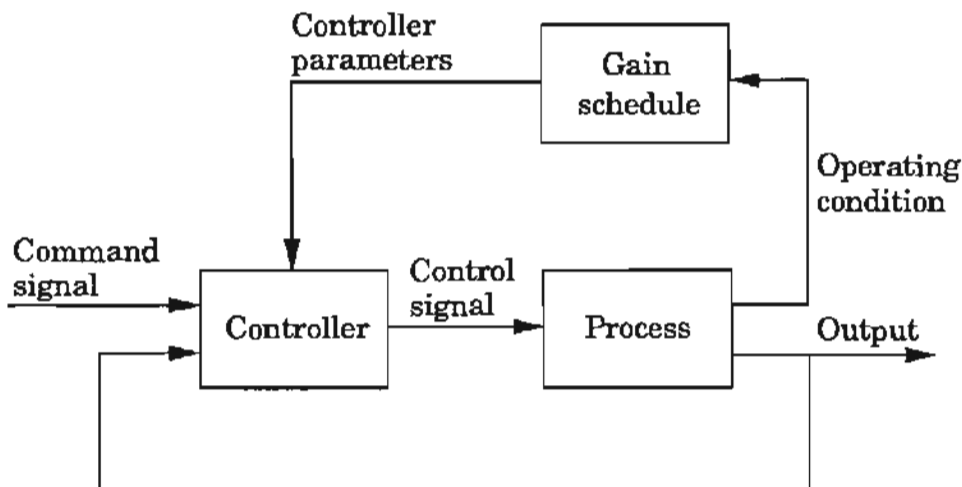 Controller
parameters
Gain
schedule
Operating
condition
Command
signal
Control
signal
Controller
Process
Output